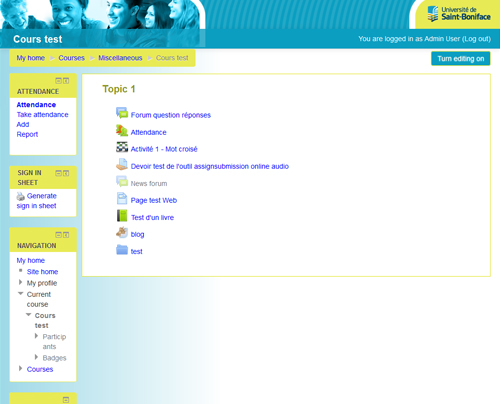 Université de
Saint-Boniface
Cours test
You are logged in as Admin User (Log out)
My home Courses Miscellaneous Cours test
Turn editing on
ATTENDANCE
Attendance
Take attendance
Add
Report
SIGN IN
SHEET
Generate
sign in sheet
NAVIGATION
My home
Site home
My profile
Current
course
Cours
test
Particip
ants
Badges
Courses
Topic 1
Forum question réponses
Attendance
Activité 1 - Mot croisé
Devoir test de l'outil assignsubmission online audio
News forum
Page test Web
Test d'un livre
blog
test